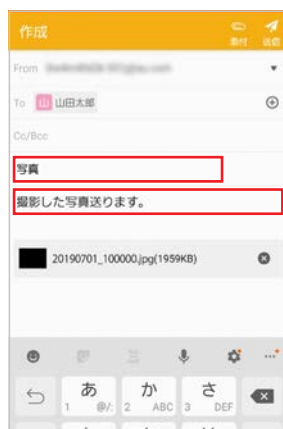 作成
添付 送信
From
To 山 山田太郎
Cc/Bcc
写真
撮影した写真送ります。
20190701_100000.jpg(1959KB)
あ か さ
1 @/: 2 ABC 3 DEF